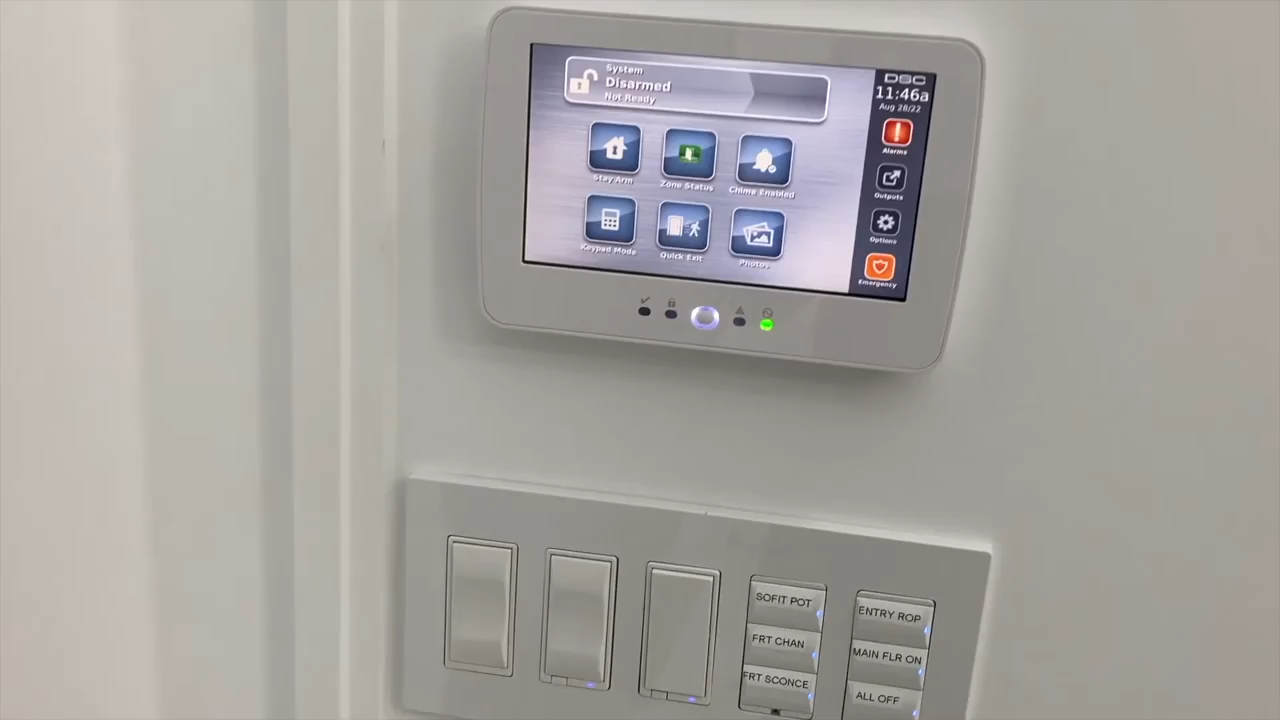 System
Disarmed
Not Ready
DSC
11:46a
Aug 28/22
Stay Arm
Zone Status
Chime Enabled
Alarms
Outputs
Keypad Mode
Quick Exit
Photos
Options
Emergency
SOFIT POT
FRT CHAN
FRT SCONCE
ENTRY ROP
MAIN FLR ON
ALL OFF